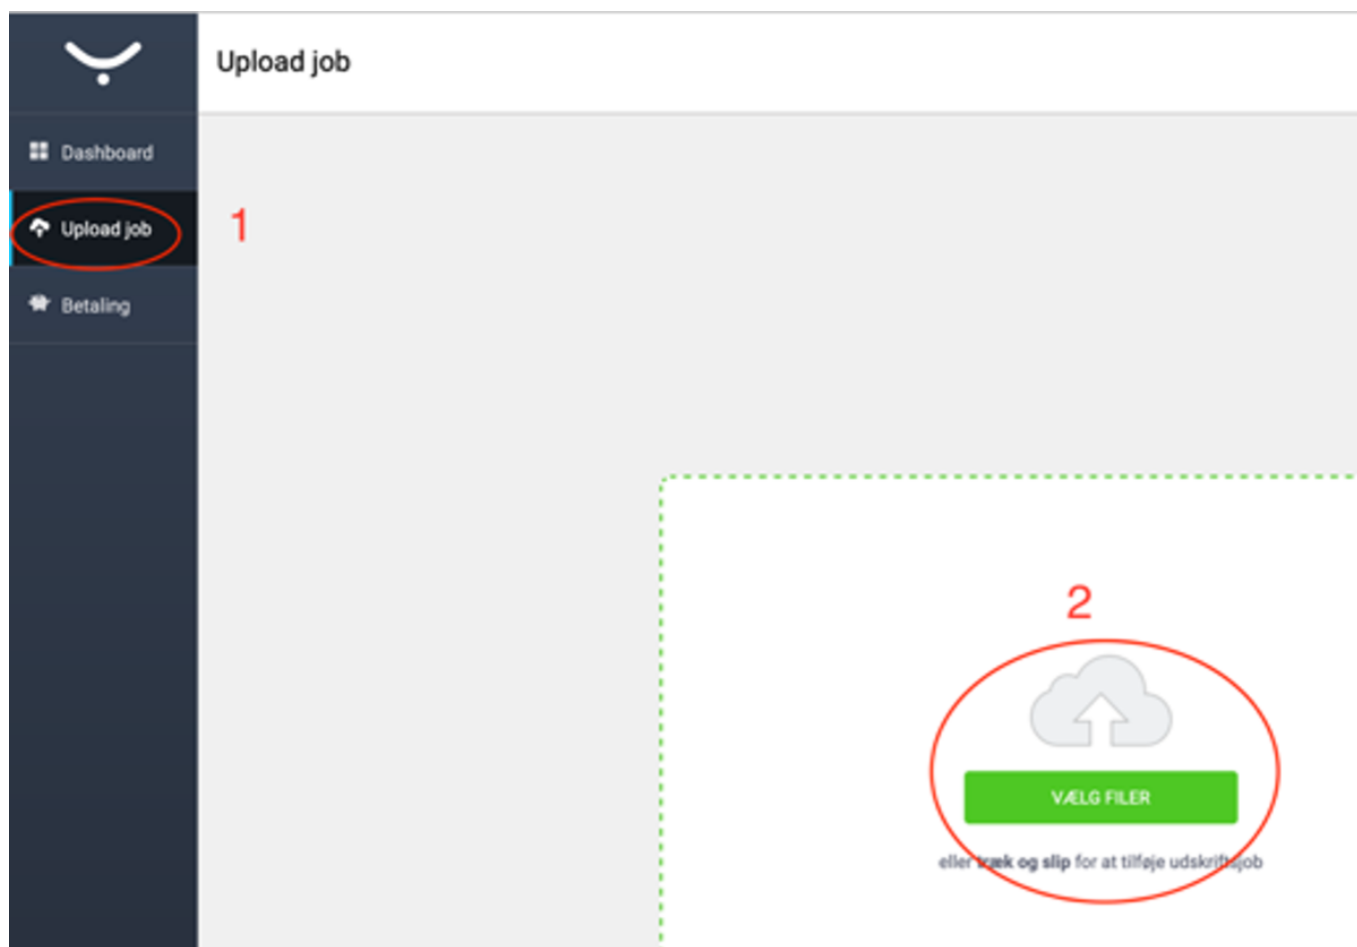 Upload job
Dashboard
Upload job
1
Betaling
2
VÆLG FILER
eller træk og slip for at tilføje udskriftsjob